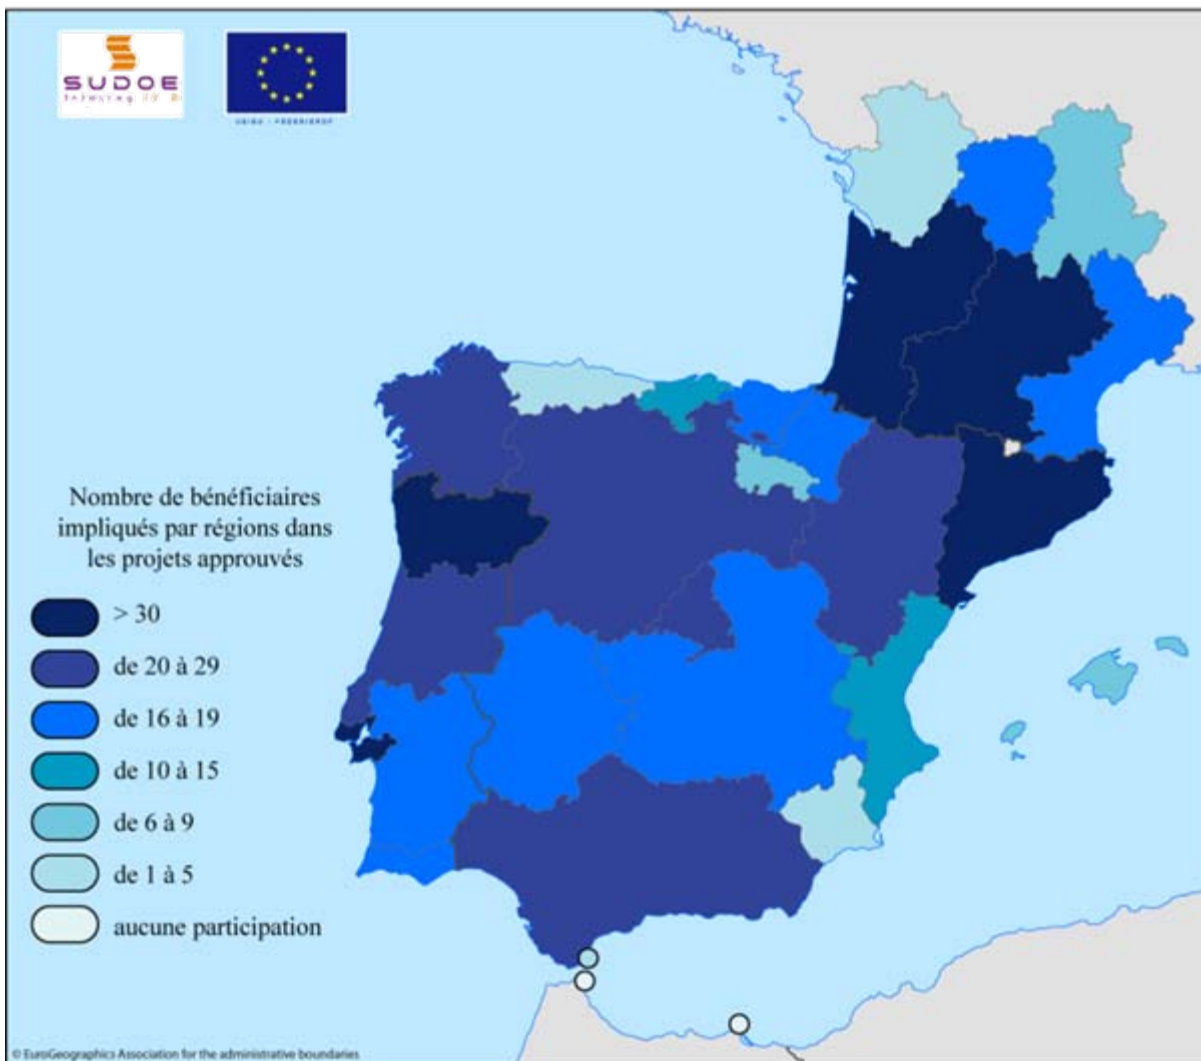 SUDOE
Nombre de bénéficiaires
impliqués par régions dans
les projets approuvés
> 30
de 20 à 29
de 16 à 19
de 10 à 15
de 6 à 9
de 1 à 5
aucune participation
© EuroGeographics Association for the administrative boundaries